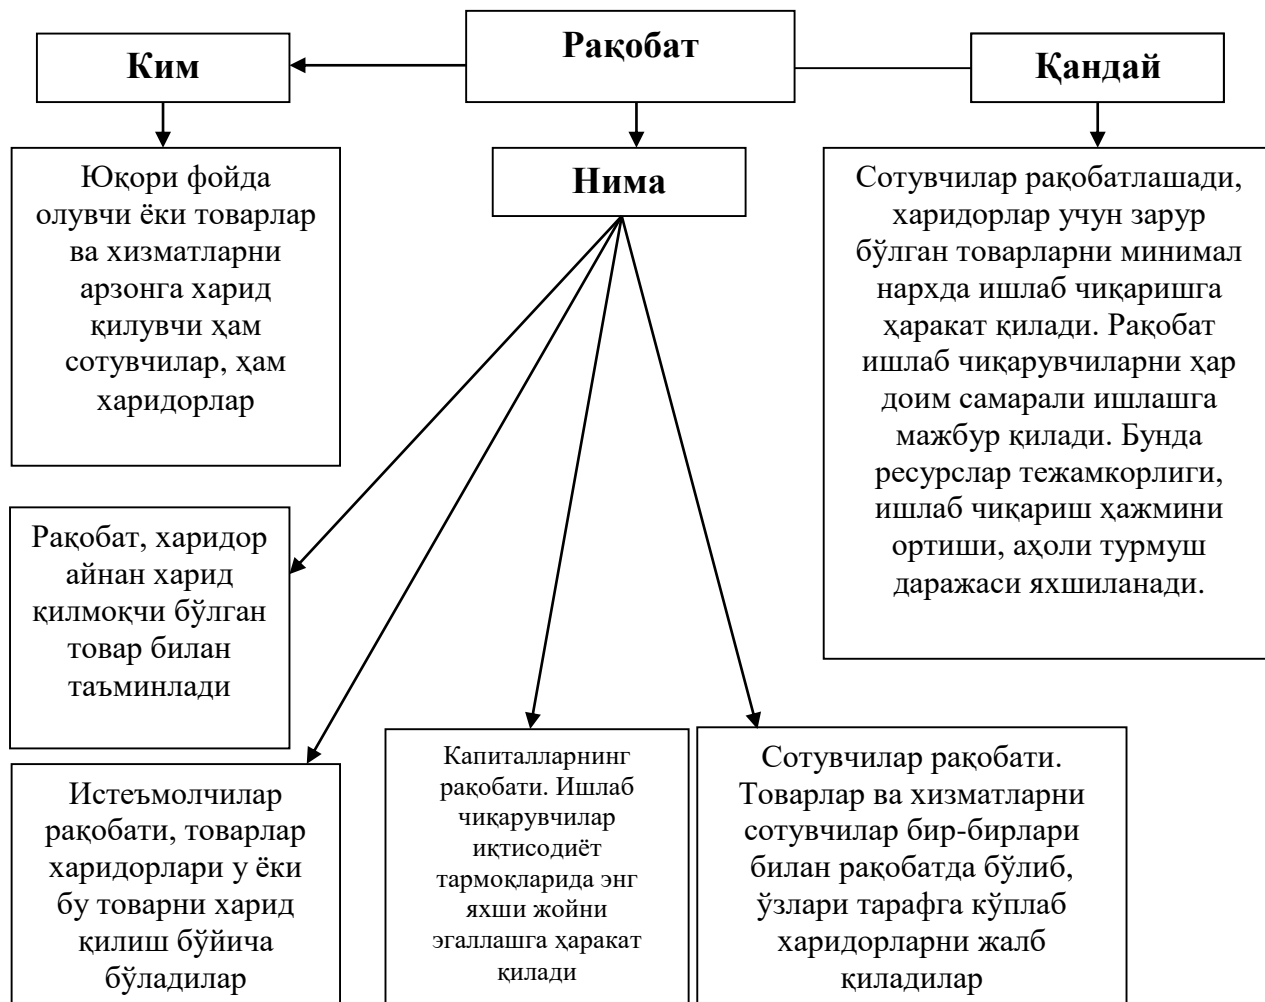 Рақобат
Ким
Қандай
Юқори фойда
олувчи ёки товарлар
ва хизматларни
арзонга харид
қилувчи ҳам
сотувчилар, ҳам
харидорлар
Нима
Сотувчилар рақобатлашади,
харидорлар учун зарур
бўлган товарларни минимал
нархда ишлаб чиқаришга
ҳаракат қилади. Рақобат
ишлаб чиқарувчиларни ҳар
доим самарали ишлашга
мажбур қилади. Бунда
ресурслар тежамкорлиги,
ишлаб чиқариш ҳажмини
ортиши, аҳоли турмуш
даражаси яхшиланади.
Рақобат, харидор
айнан харид
қилмоқчи бўлган
товар билан
таъминлади
Истеъмолчилар
рақобати, товарлар
харидорлари у ёки
бу товарни харид
қилиш бўйича
бўладилар
Капиталларнинг
рақобати. Ишлаб
чиқарувчилар
иқтисодиёт
тармоқларида энг
яхши жойни
эгаллашга ҳаракат
қилади
Сотувчилар рақобати.
Товарлар ва хизматларни
сотувчилар бир-бирлари
билан рақобатда бўлиб,
ўзлари тарафга кўплаб
харидорларни жалб
қиладилар